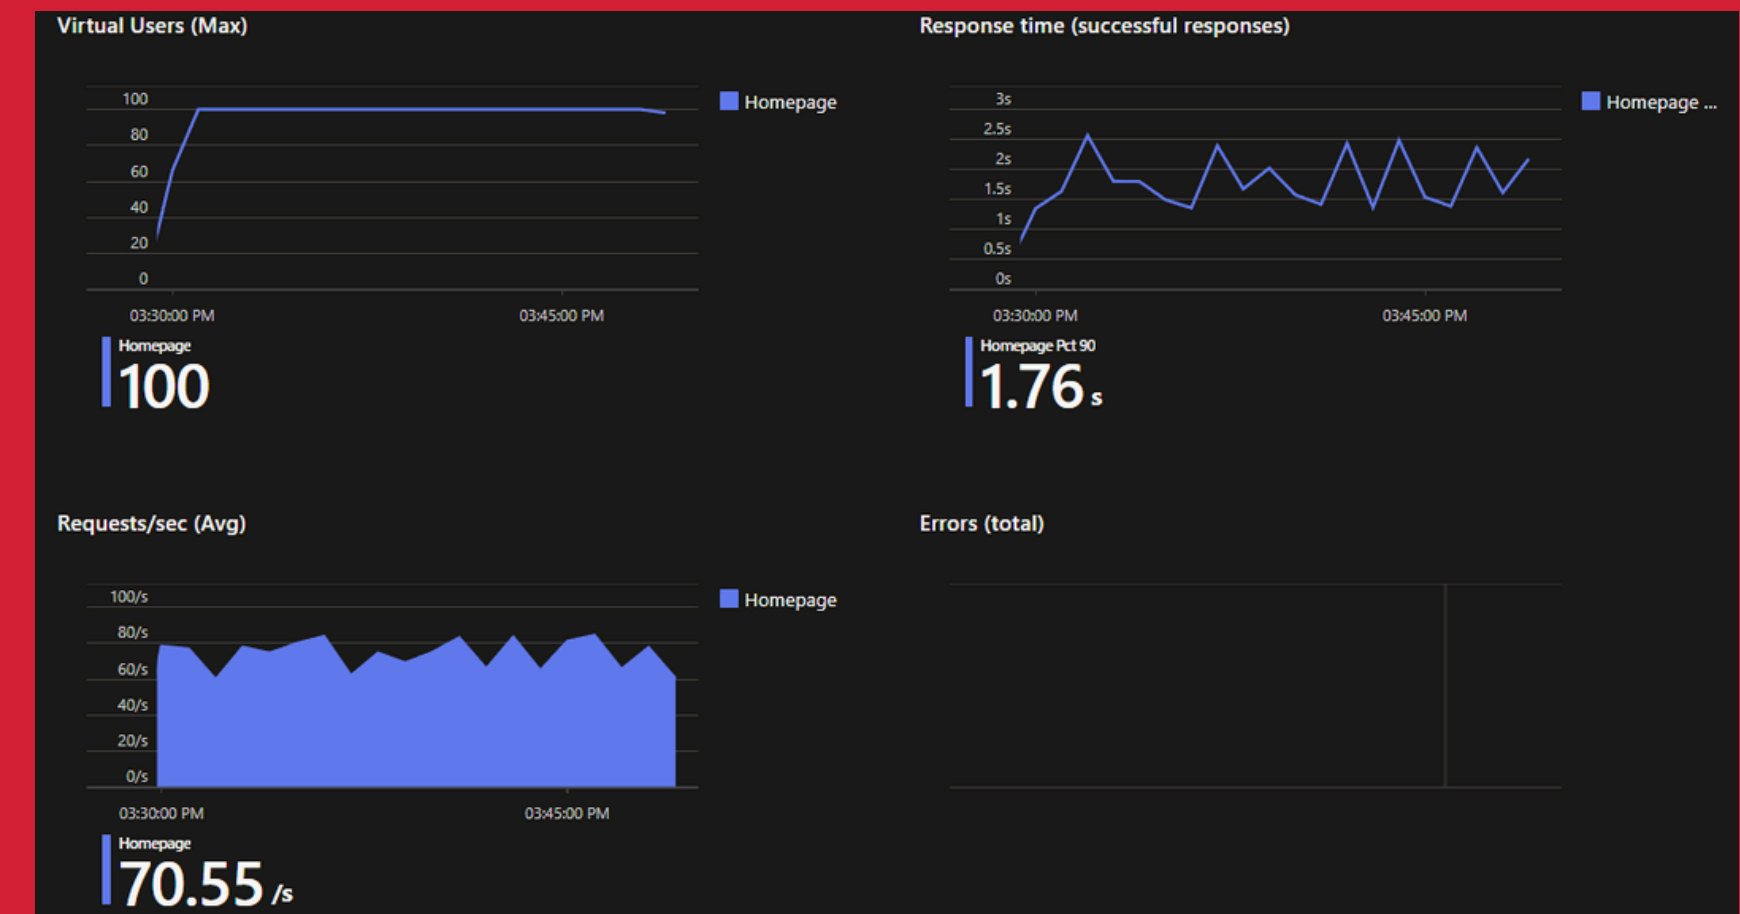 Virtual Users (Max)
100
80
60
40
20
0
03:30:00 PM
03:45:00 PM
Homepage
Homepage
100
Response time (successful responses)
3s
2.5s
2s
1.5s
1s
0.5s
0s
03:30:00 PM
03:45:00 PM
Homepage ...
Homepage Pct 90
1.76 s
Requests/sec (Avg)
100/s
80/s
60/s
40/s
20/s
0/s
03:30:00 PM
03:45:00 PM
Homepage
Homepage
70.55 /s
Errors (total)